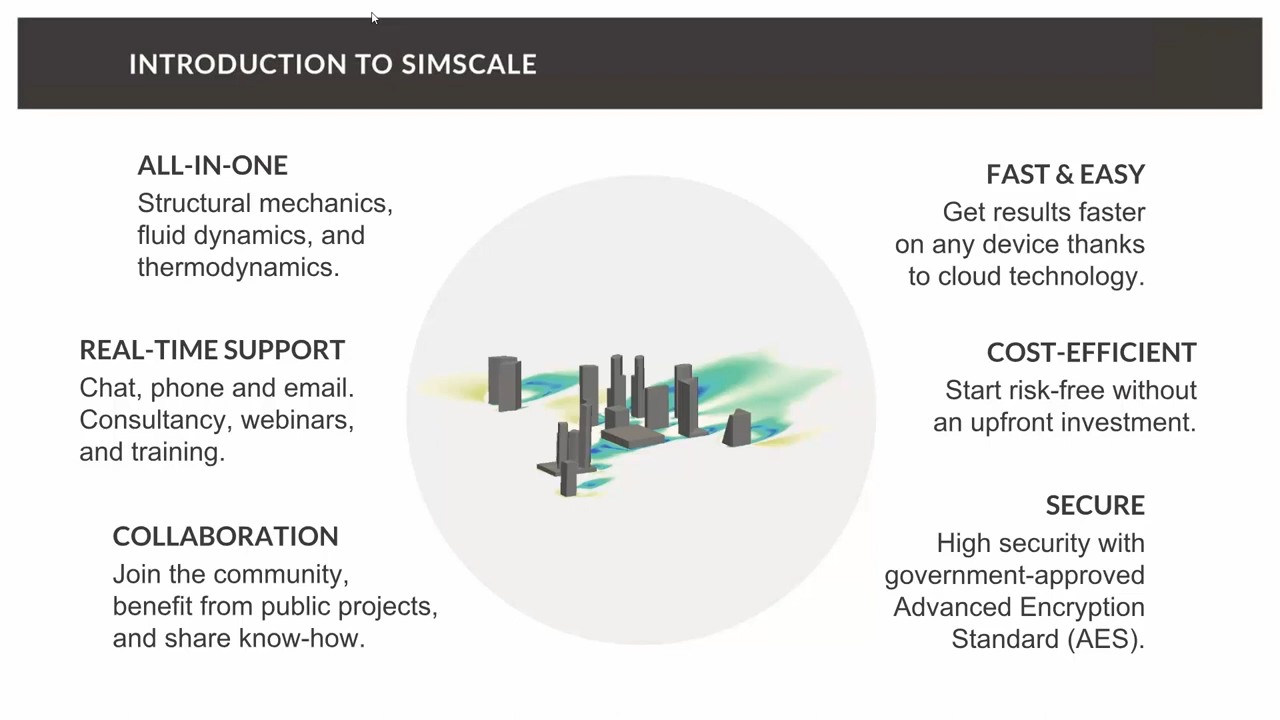 INTRODUCTION TO SIMSCALE
ALL-IN-ONE
Structural mechanics,
fluid dynamics, and
thermodynamics.
REAL-TIME SUPPORT
Chat, phone and email.
Consultancy, webinars,
and training.
COLLABORATION
Join the community,
benefit from public projects,
and share know-how.
FAST & EASY
Get results faster
on any device thanks
to cloud technology.
COST-EFFICIENT
Start risk-free without
an upfront investment.
SECURE
High security with
government-approved
Advanced Encryption
Standard (AES).